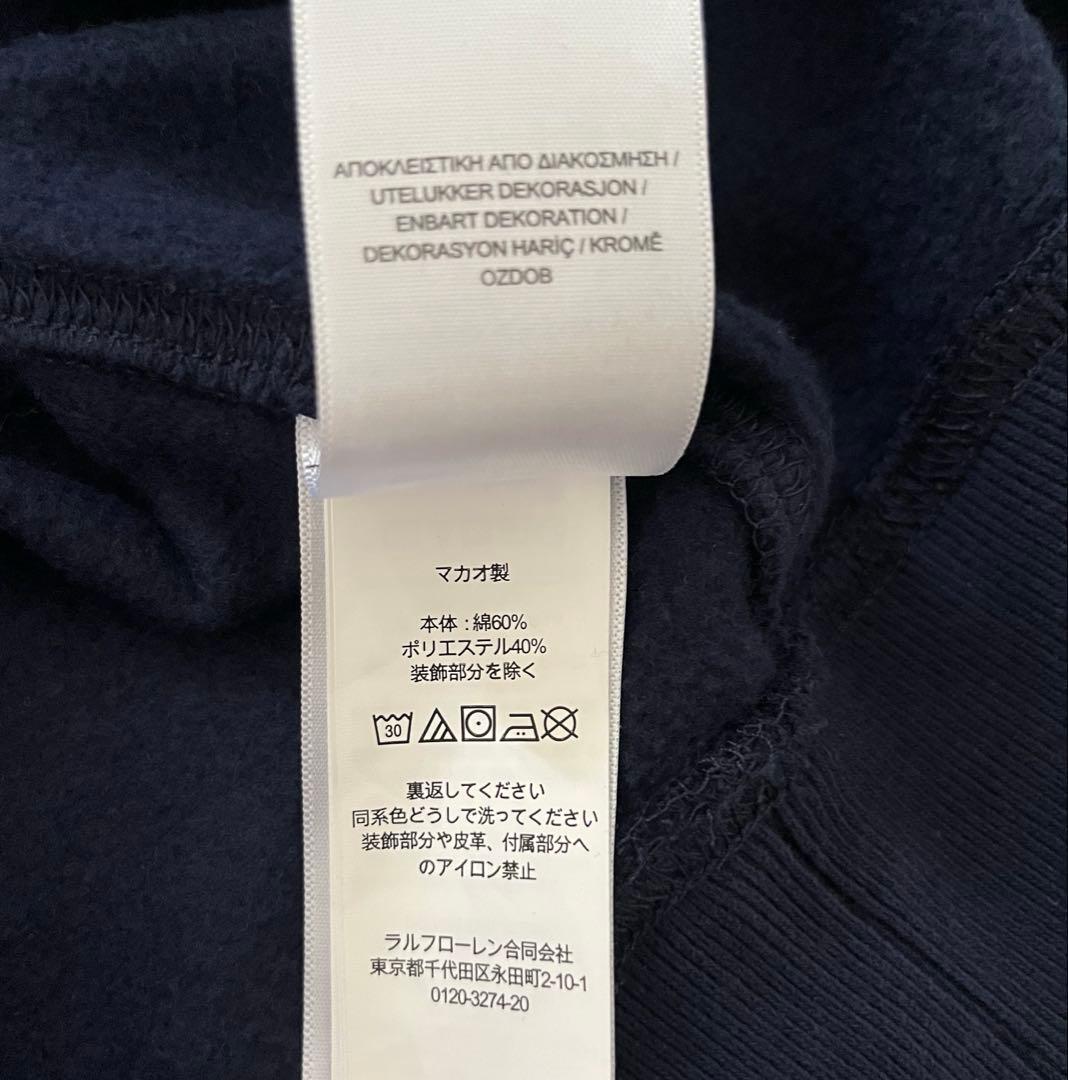 ΑΠΟΚΛΕΙΣΤΙΚΗ ΑΠΟ ΔΙΑΚΟΣΜΗΣΗ /
UTELUKKER DEKORASJON /
ENBART DEKORATION /
DEKORASYON HARİÇ / KROMĚ
OZDOB
マカオ製
本体 : 綿60%
ポリエステル40%
装飾部分を除く
30
裏返してください
同系色どうしで洗ってください
装飾部分や皮革、付属部分へ
のアイロン禁止
ラルフローレン合同会社
東京都千代田区永田町2-10-1
0120-3274-20